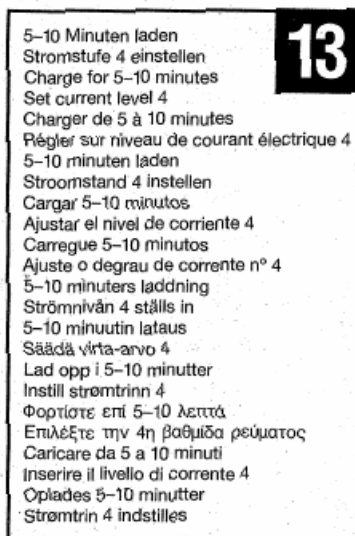 13
5–10 Minuten laden
Stromstufe 4 einstellen
Charge for 5–10 minutes
Set current level 4
Charger de 5 à 10 minutes
Régler sur niveau de courant électrique 4
5–10 minuten laden
Stroomstand 4 instellen
Cargar 5–10 minutos
Ajustar el nivel de corriente 4
Carregue 5–10 minutos
Ajuste o degrau de corrente nº 4
5–10 minuters laddning
Strömnivån 4 ställs in
5–10 minuutin lataus
Säädä virta-arvo 4
Lad opp i 5–10 minutter
Instill strømtrinn 4
Φορτίστε επί 5–10 λεπτά
Επιλέξτε την 4η βαθμίδα ρεύματος
Caricare da 5 a 10 minuti
Inserire il livello di corrente 4
Oplades 5–10 minutter
Strømtrin 4 indstilles